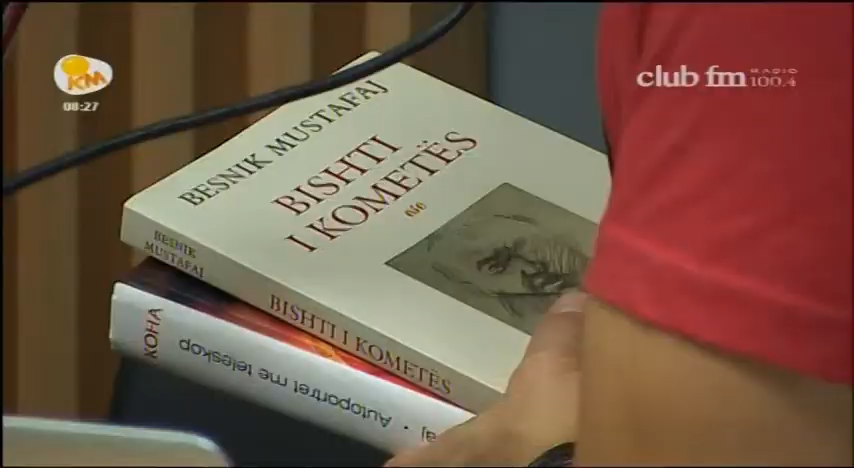 KM
08:27
club fm RADIO 100.4
BESNIK MUSTAFAJ
BISHTI
I KOMETËS
BESNIK
MUSTAFAJ
BISHTI I KOMETËS
KOHA
aj • Autoportret me teleskop